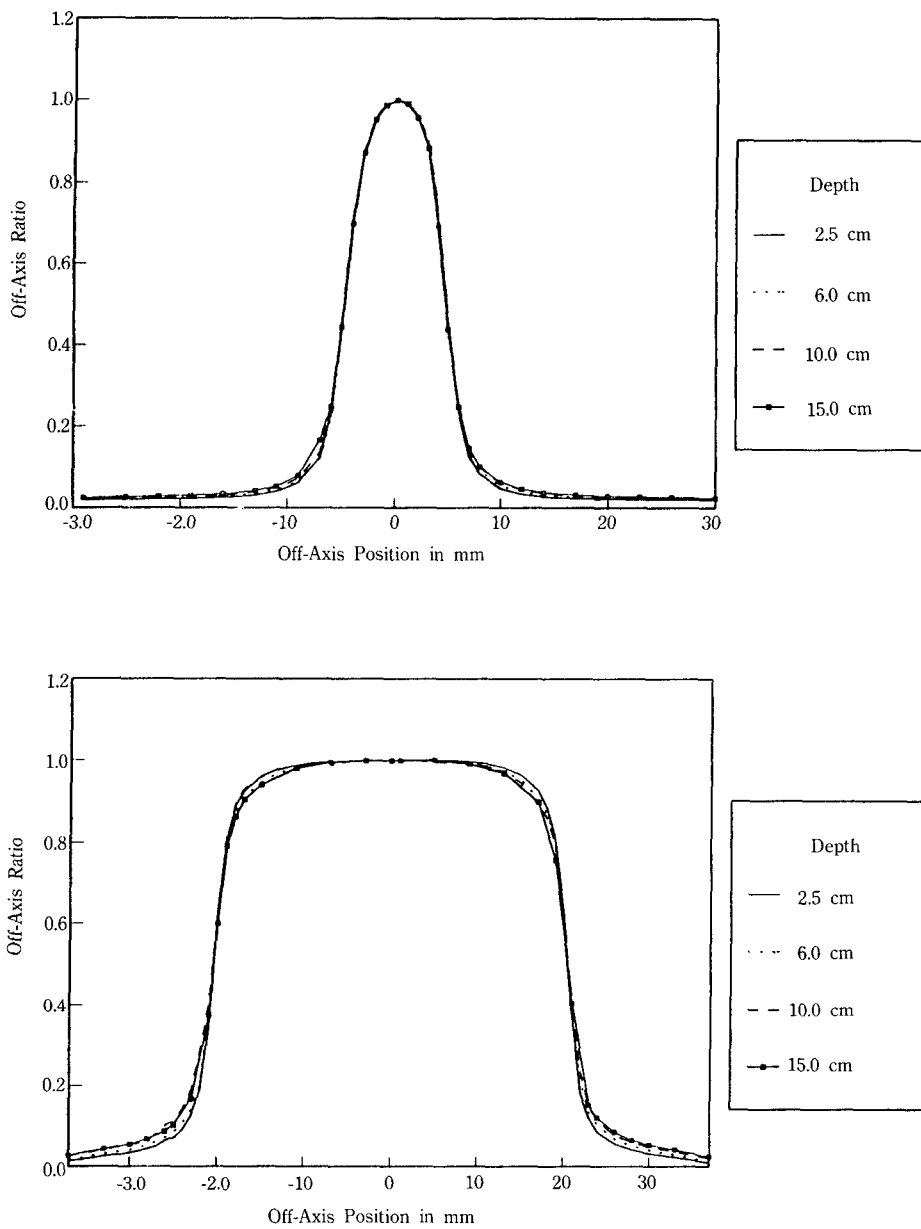 1.2
1.0
0.8
0.6
0.4
0.2
0.0
Off-Axis Ratio
-3.0 -2.0 -10 0 10 20 30
Off-Axis Position in mm
Depth
2.5 cm
6.0 cm
10.0 cm
15.0 cm
1.2
1.0
0.8
0.6
0.4
0.2
0.0
Off-Axis Ratio
-3.0 -2.0 -10 0 10 20 30
Off-Axis Position in mm
Depth
2.5 cm
6.0 cm
10.0 cm
15.0 cm